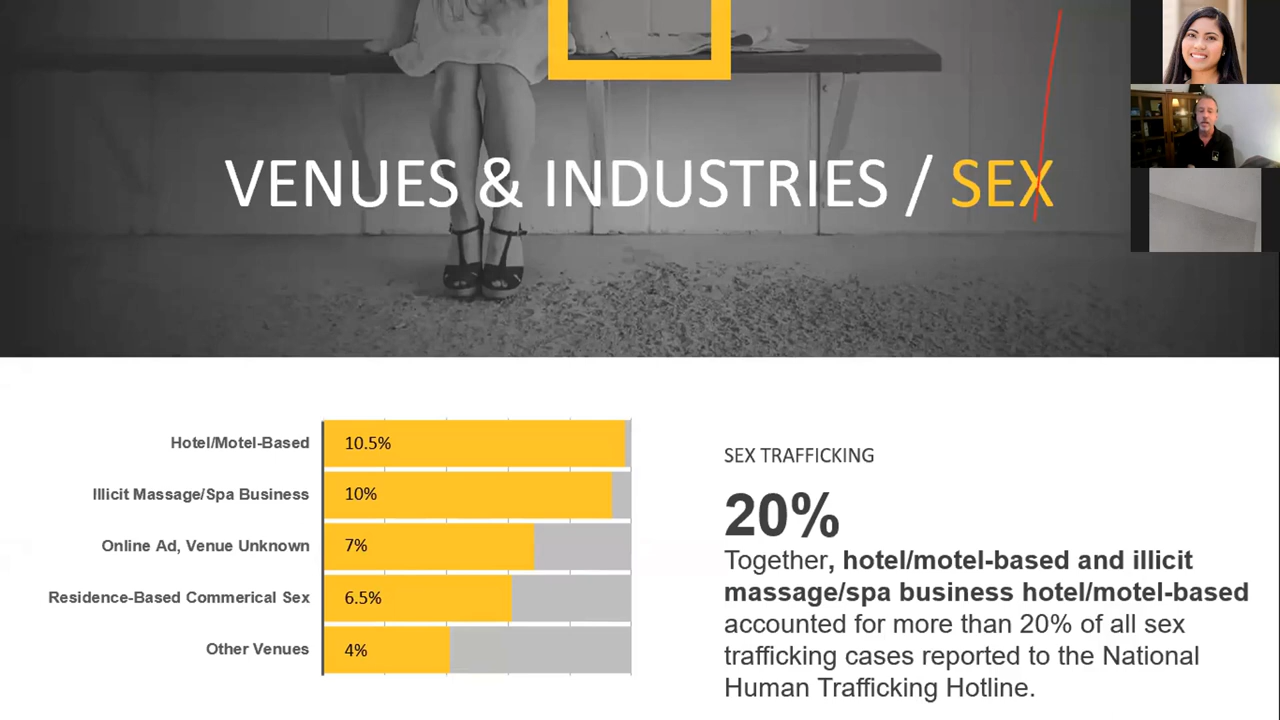 VENUES & INDUSTRIES / SEX
Hotel/Motel-Based 10.5%
Illicit Massage/Spa Business 10%
Online Ad, Venue Unknown 7%
Residence-Based Commerical Sex 6.5%
Other Venues 4%
SEX TRAFFICKING
20%
Together, hotel/motel-based and illicit
massage/spa business hotel/motel-based
accounted for more than 20% of all sex
trafficking cases reported to the National
Human Trafficking Hotline.